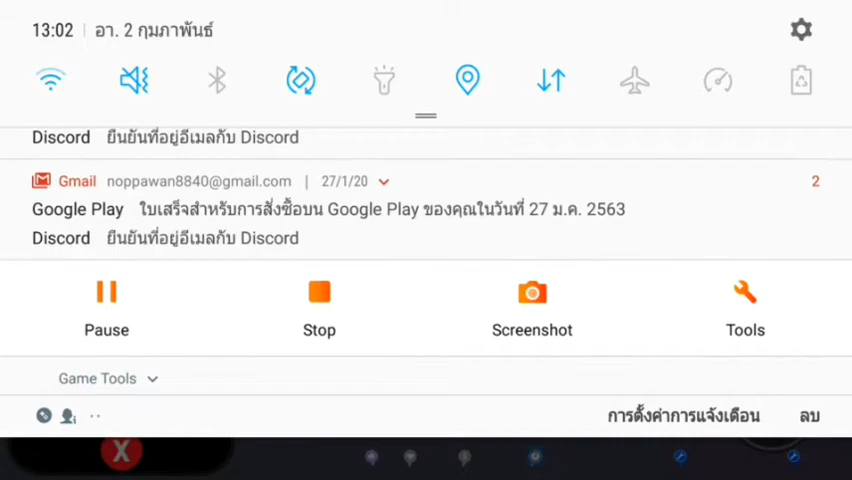 13:02 | อา. 2 กุมภาพันธ์
Discord ยืนยันที่อยู่อีเมลกับ Discord
Gmail noppawan8840@gmail.com | 27/1/20 2
Google Play ใบเสร็จสำหรับการสั่งซื้อบน Google Play ของคุณในวันที่ 27 ม.ค. 2563
Discord ยืนยันที่อยู่อีเมลกับ Discord
Pause Stop Screenshot Tools
Game Tools
การตั้งค่าการแจ้งเตือน ลบ
X